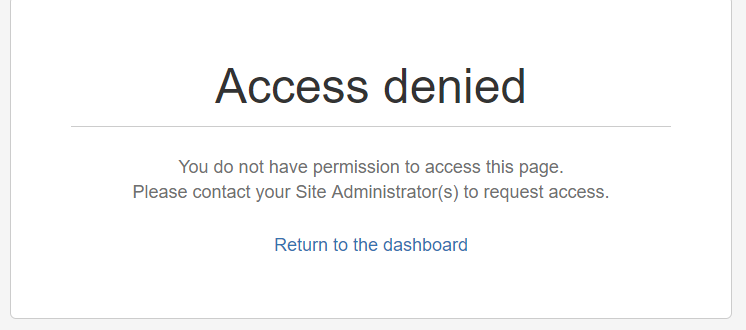 Access denied
You do not have permission to access this page.
Please contact your Site Administrator(s) to request access.
Return to the dashboard